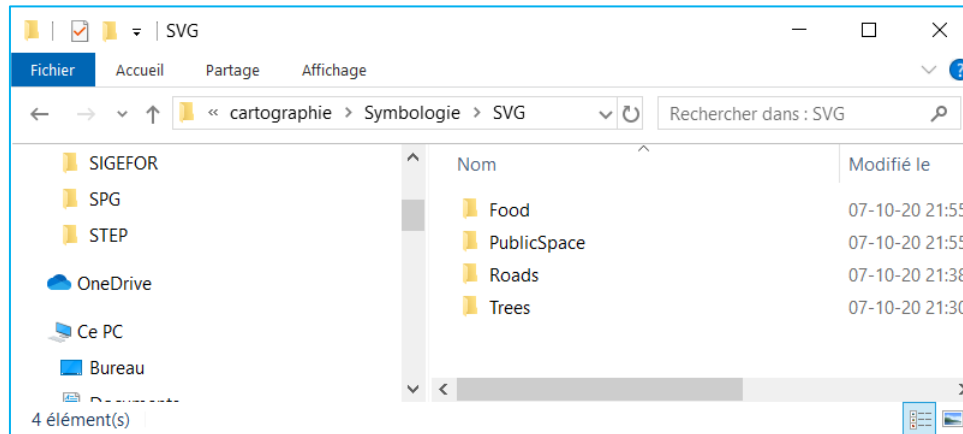 SVG
Fichier Accueil Partage Affichage ?
« cartographie > Symbologie > SVG Rechercher dans : SVG
SIGEFOR Nom Modifié le
SPG Food 07-10-20 21:55
STEP PublicSpace 07-10-20 21:55
OneDrive Roads 07-10-20 21:38
Ce PC Trees 07-10-20 21:30
Bureau
4 élément(s)